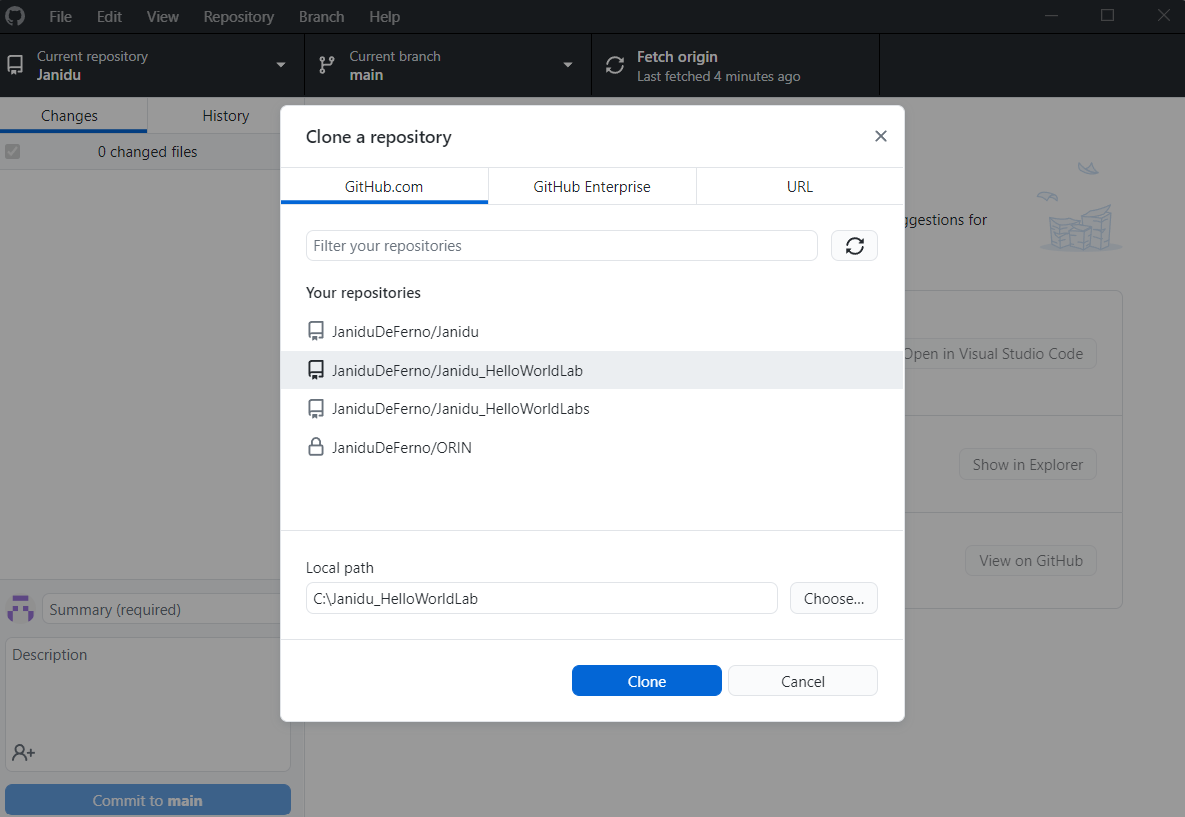 File Edit View Repository Branch Help
Current repository
Janidu
Current branch
main
Fetch origin
Last fetched 4 minutes ago
Changes History
0 changed files
Clone a repository
GitHub.com GitHub Enterprise URL
Filter your repositories
Your repositories
JaniduDeFerno/Janidu
JaniduDeFerno/Janidu_HelloWorldLab
JaniduDeFerno/Janidu_HelloWorldLabs
JaniduDeFerno/ORIN
Local path
C:\Janidu_HelloWorldLab Choose...
Clone Cancel
ggestions for
Open in Visual Studio Code
Show in Explorer
View on GitHub
Summary (required)
Description
Commit to main